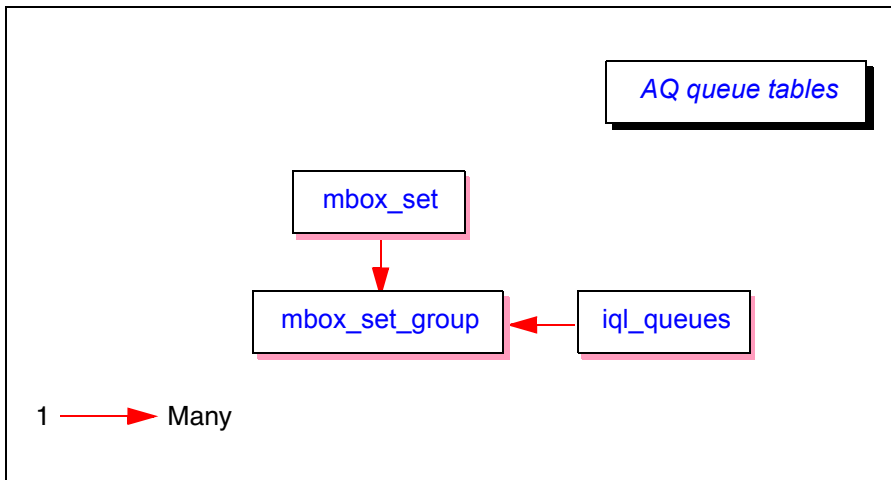 AQ queue tables
mbox_set
mbox_set_group
iql_queues
1 Many